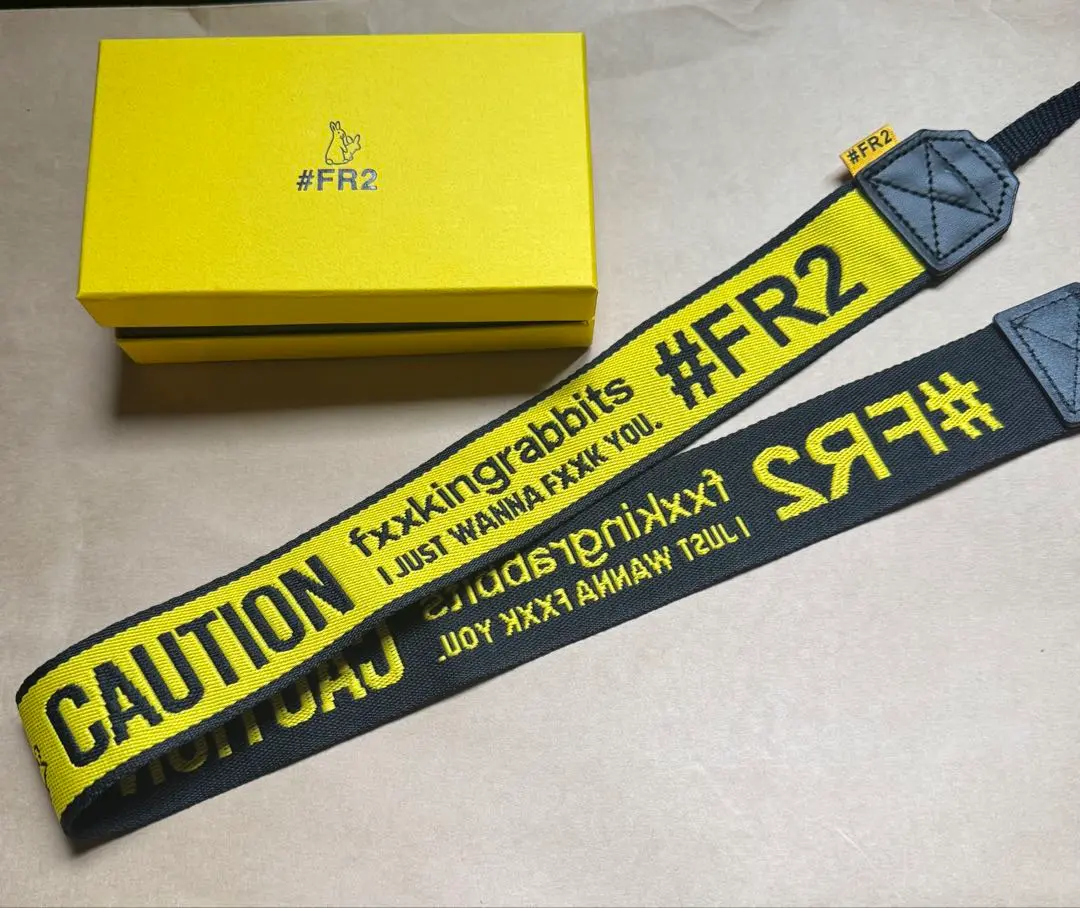 #FR2
#FR2
#FR2
fxxkingrabbits
I JUST WANNA FXXK YOU.
CAUTION
#FR2
fxxkingrabbits
I JUST WANNA FXXK YOU.
CAUTION